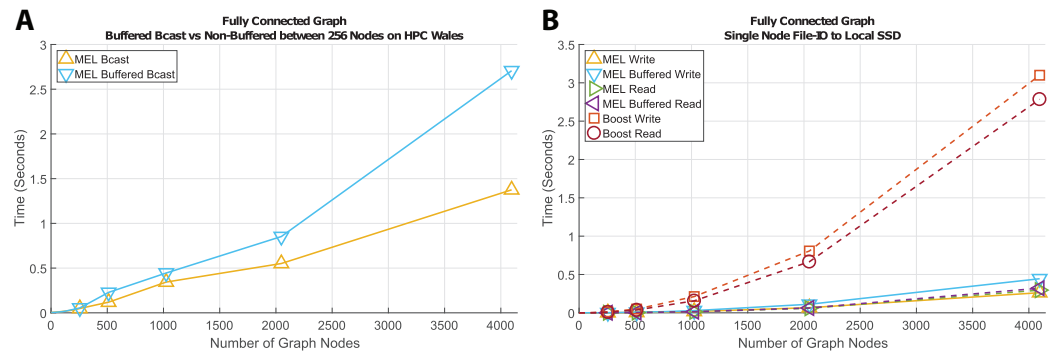 A
Fully Connected Graph
Buffered Bcast vs Non-Buffered between 256 Nodes on HPC Wales
3
2.5
2
1.5
1
0.5
0
Time (Seconds)
MEL Bcast
MEL Buffered Bcast
0 500 1000 1500 2000 2500 3000 3500 4000
Number of Graph Nodes
B
Fully Connected Graph
Single Node File-IO to Local SSD
3.5
3
2.5
2
1.5
1
0.5
0
Time (Seconds)
MEL Write
MEL Buffered Write
MEL Read
MEL Buffered Read
Boost Write
Boost Read
0 500 1000 1500 2000 2500 3000 3500 4000
Number of Graph Nodes